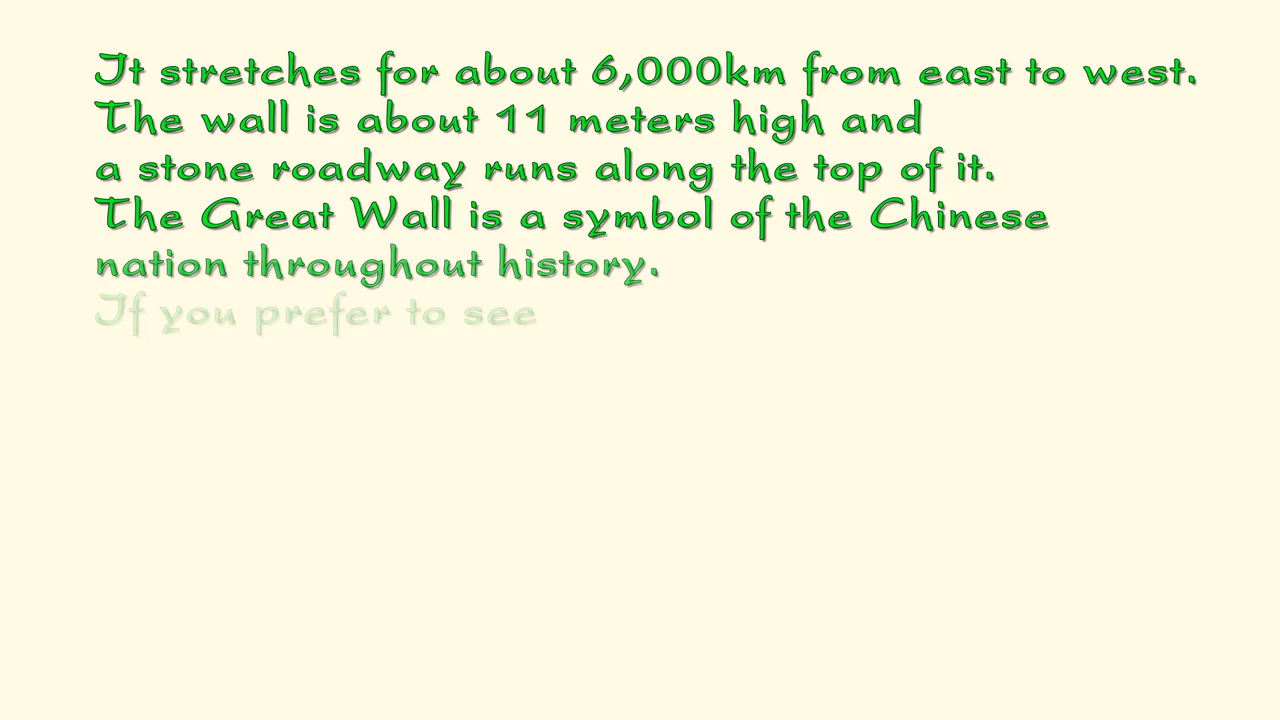 It stretches for about 6,000km from east to west.
The wall is about 11 meters high and
a stone roadway runs along the top of it.
The Great Wall is a symbol of the Chinese
nation throughout history.
If you prefer to see